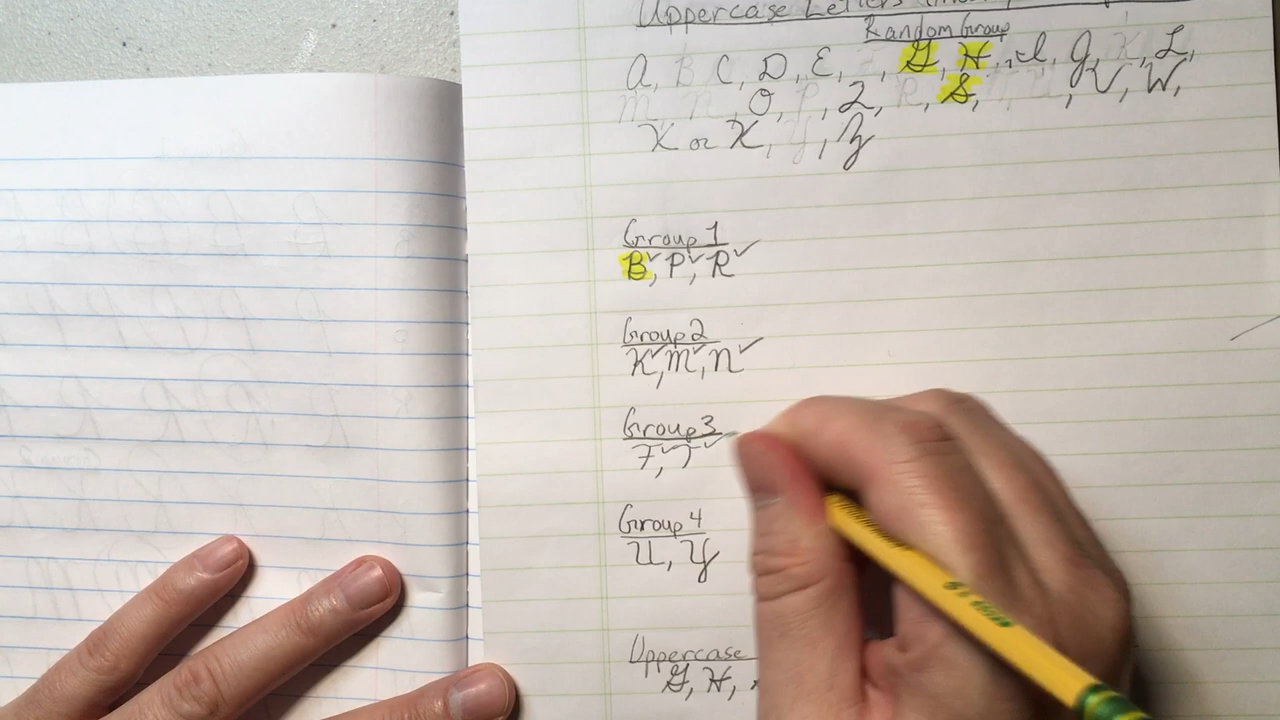 Uppercase Letters
Random Group
A, B, C, D, E, F, G, H, I, J, K, L,
M, N, O, P, Q, R, S, T, U, V, W,
X or X, Y, Z
Group 1
B✓, P✓, R✓
Group 2
K✓, M✓, N✓
Group 3
F✓, T✓
Group 4
U, Y
Uppercase
G, H,